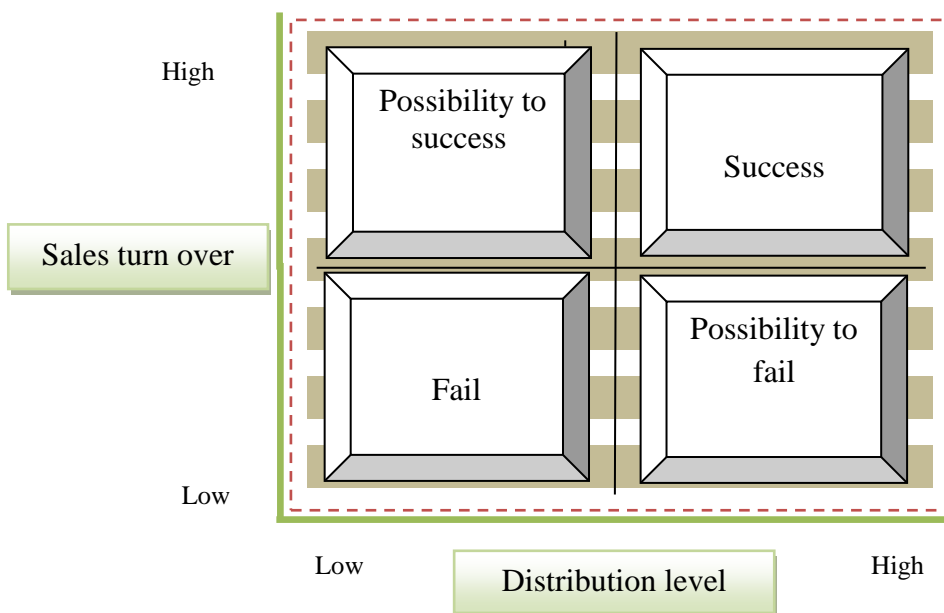 High
Possibility to
success
Success
Sales turn over
Fail
Possibility to
fail
Low
Low
High
Distribution level